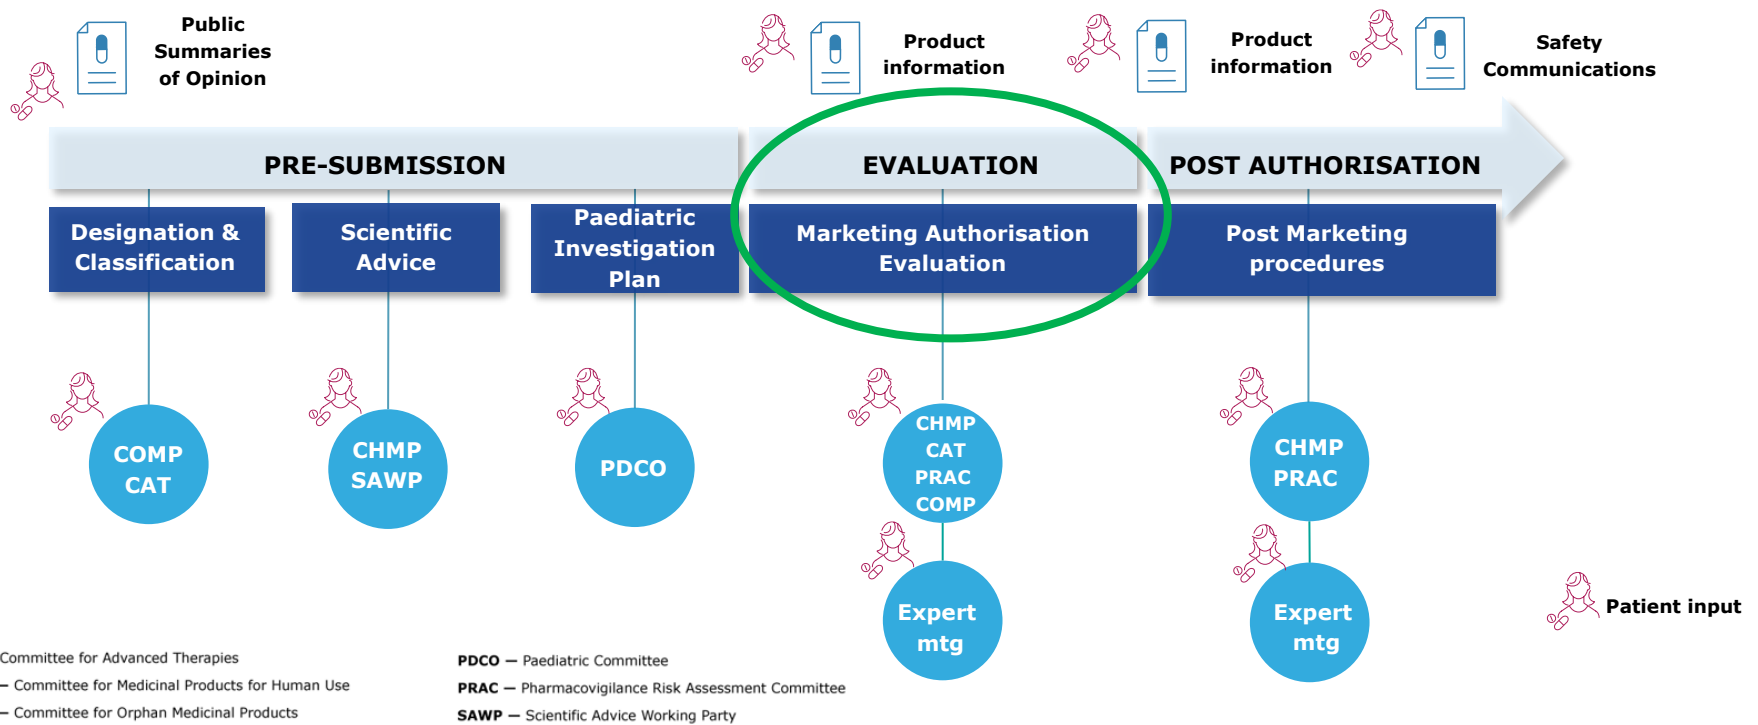 Public
Summaries
of Opinion
Product
information
Product
information
Safety
Communications
PRE-SUBMISSION
EVALUATION
POST AUTHORISATION
Designation &
Classification
Scientific
Advice
Paediatric
Investigation
Plan
Marketing Authorisation
Evaluation
Post Marketing
procedures
COMP
CAT
CHMP
SAWP
PDCO
CHMP
CAT
PRAC
COMP
CHMP
PRAC
Expert
mtg
Expert
mtg
Patient input
Committee for Advanced Therapies
— Committee for Medicinal Products for Human Use
— Committee for Orphan Medicinal Products
PDCO — Paediatric Committee
PRAC — Pharmacovigilance Risk Assessment Committee
SAWP — Scientific Advice Working Party